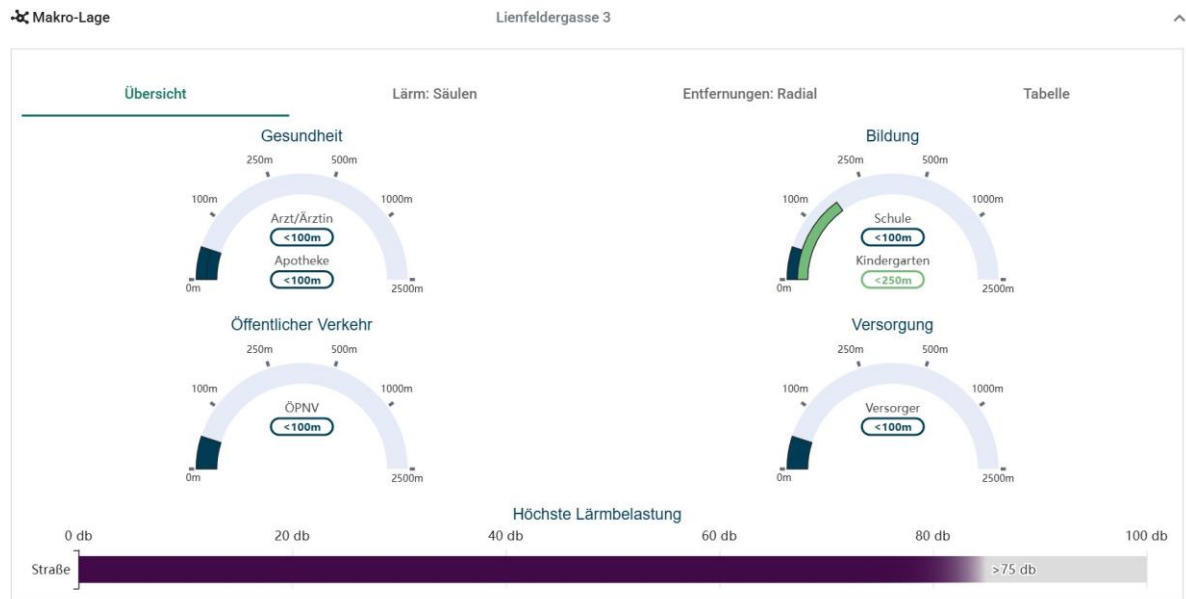 Makro-Lage
Lienfeldergasse 3
Übersicht Lärm: Säulen Entfernungen: Radial Tabelle
Gesundheit
250m 500m
100m 1000m
Arzt/Ärztin
<100m
Apotheke
<100m
0m 2500m
Bildung
250m 500m
100m 1000m
Schule
<100m
Kindergarten
<250m
0m 2500m
Öffentlicher Verkehr
250m 500m
100m 1000m
ÖPNV
<100m
0m 2500m
Versorgung
250m 500m
100m 1000m
Versorger
<100m
0m 2500m
Höchste Lärmbelastung
0 db 20 db 40 db 60 db 80 db 100 db
Straße >75 db